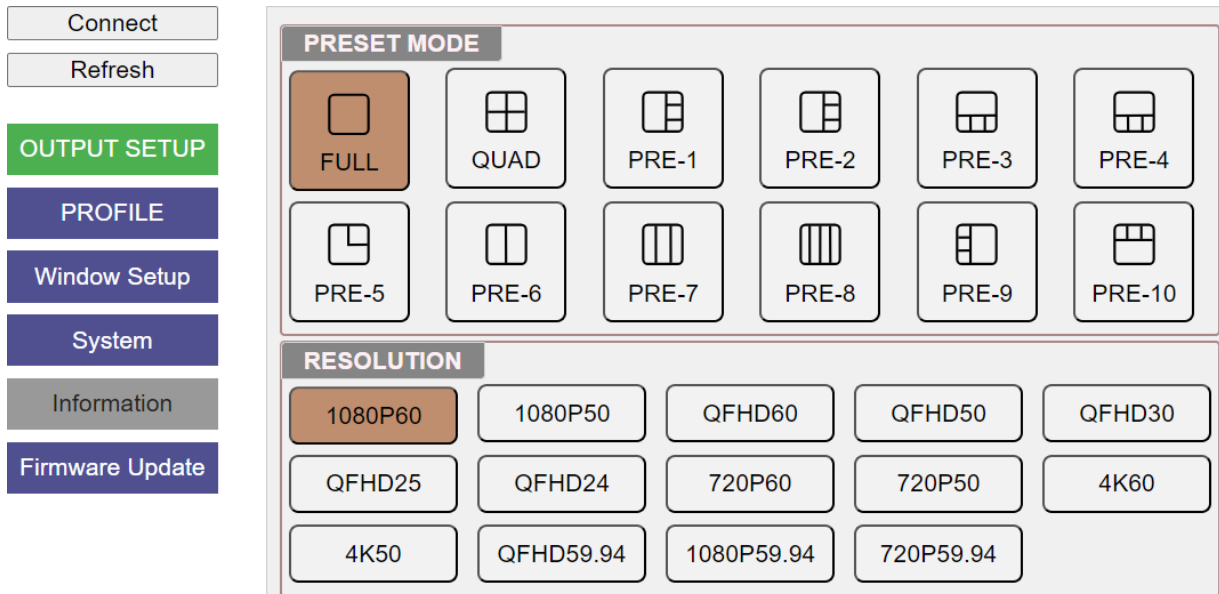 Connect
Refresh
OUTPUT SETUP
PROFILE
Window Setup
System
Information
Firmware Update
PRESET MODE
FULL
QUAD
PRE-1
PRE-2
PRE-3
PRE-4
PRE-5
PRE-6
PRE-7
PRE-8
PRE-9
PRE-10
RESOLUTION
1080P60
1080P50
QFHD60
QFHD50
QFHD30
QFHD25
QFHD24
720P60
720P50
4K60
4K50
QFHD59.94
1080P59.94
720P59.94